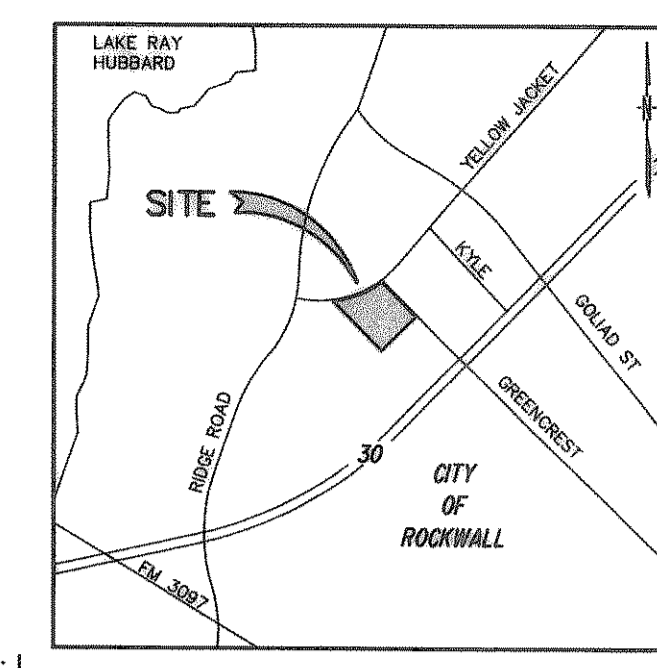 LAKE RAY
HUBBARD
YELLOW JACKET
N
SITE
KYLE
GOLIAD ST
GREENCREST
RIDGE ROAD
30
CITY
OF
ROCKWALL
FM 3097